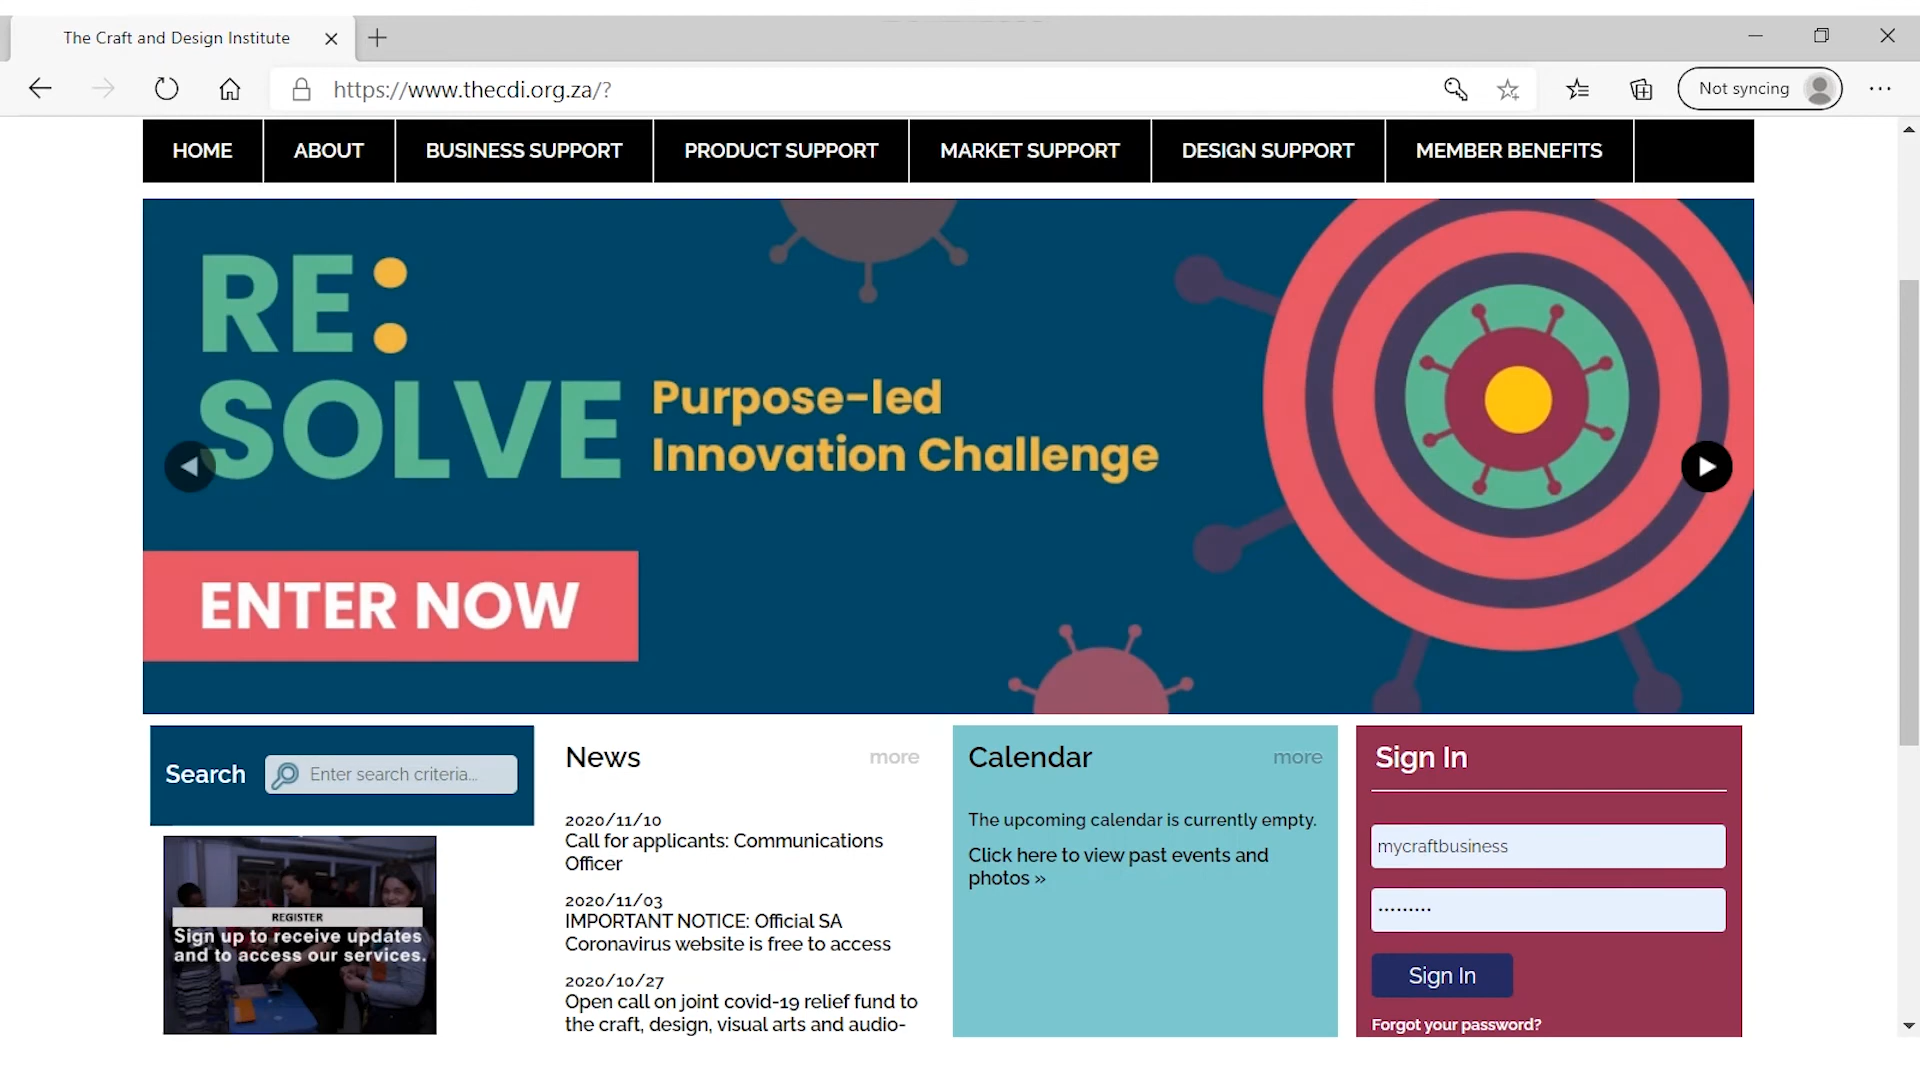 The Craft and Design Institute
https://www.thecdi.org.za/?
Not syncing
HOME
ABOUT
BUSINESS SUPPORT
PRODUCT SUPPORT
MARKET SUPPORT
DESIGN SUPPORT
MEMBER BENEFITS
RE:
SOLVE
Purpose-led
Innovation Challenge
ENTER NOW
Search
Enter search criteria...
REGISTER
Sign up to receive updates
and to access our services.
News
more
2020/11/10
Call for applicants: Communications
Officer
2020/11/03
IMPORTANT NOTICE: Official SA
Coronavirus website is free to access
2020/10/27
Open call on joint covid-19 relief fund to
the craft, design, visual arts and audio-
Calendar
more
The upcoming calendar is currently empty.
Click here to view past events and
photos »
Sign In
mycraftbusiness
•••••••••
Sign In
Forgot your password?